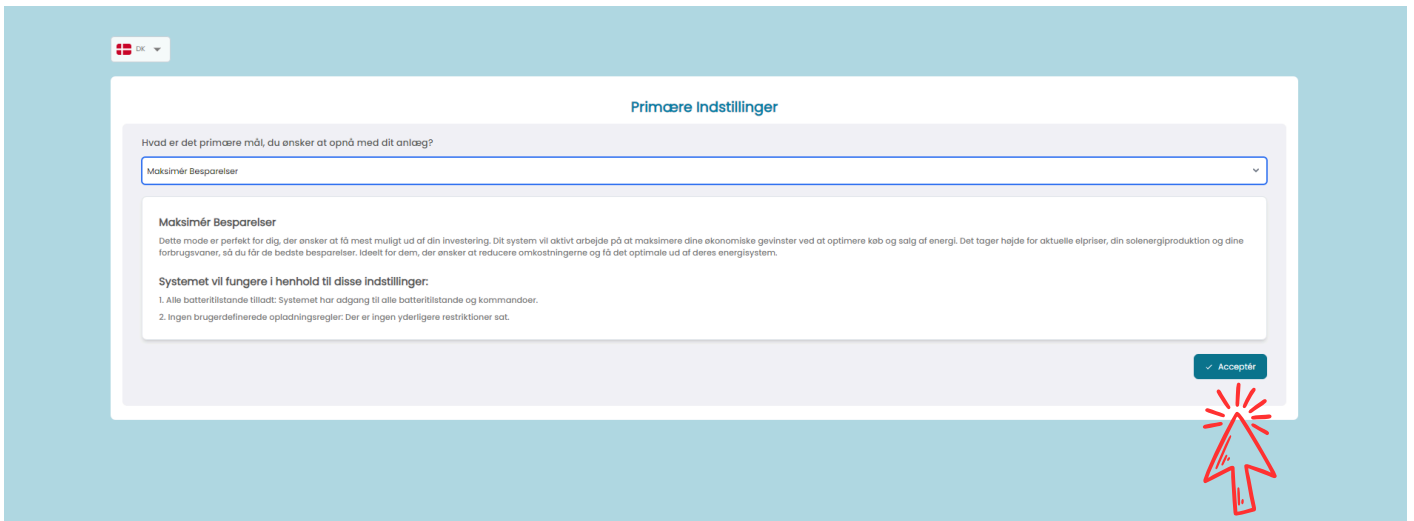 DK
Primære Indstillinger
Hvad er det primære mål, du ønsker at opnå med dit anlæg?
Maksimér Besparelser
Maksimér Besparelser
Dette mode er perfekt for dig, der ønsker at få mest muligt ud af din investering. Dit system vil aktivt arbejde på at maksimere dine økonomiske gevinster ved at optimere køb og salg af energi. Det tager højde for aktuelle elpriser, din solenergiproduktion og dine
forbrugsvaner, så du får de bedste besparelser. Ideelt for dem, der ønsker at reducere omkostningerne og få det optimale ud af deres energisystem.
Systemet vil fungere i henhold til disse indstillinger:
1. Alle batteritilstande tilladt: Systemet har adgang til alle batteritilstande og kommandoer.
2. Ingen brugerdefinerede opladningsregler: Der er ingen yderligere restriktioner sat.
Acceptér